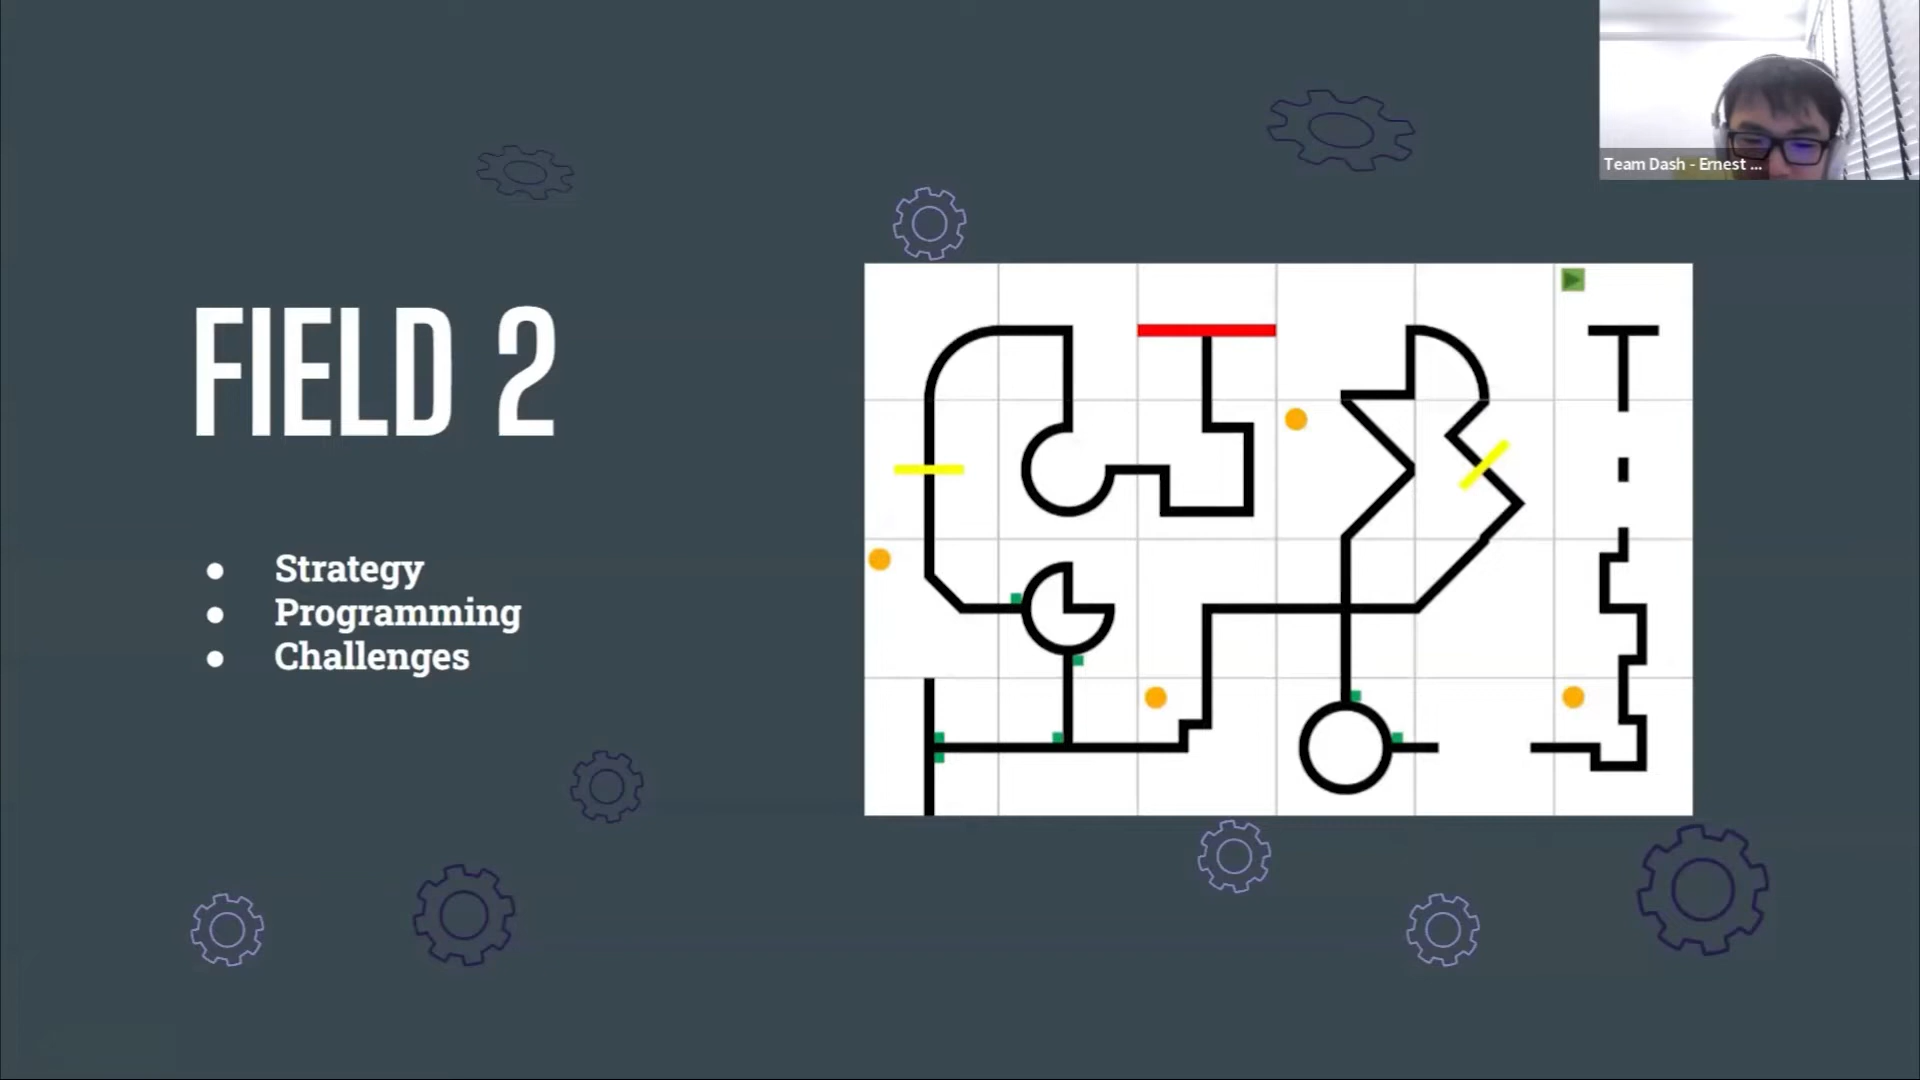 Team Dash - Ernest ...
FIELD 2
● Strategy
● Programming
● Challenges